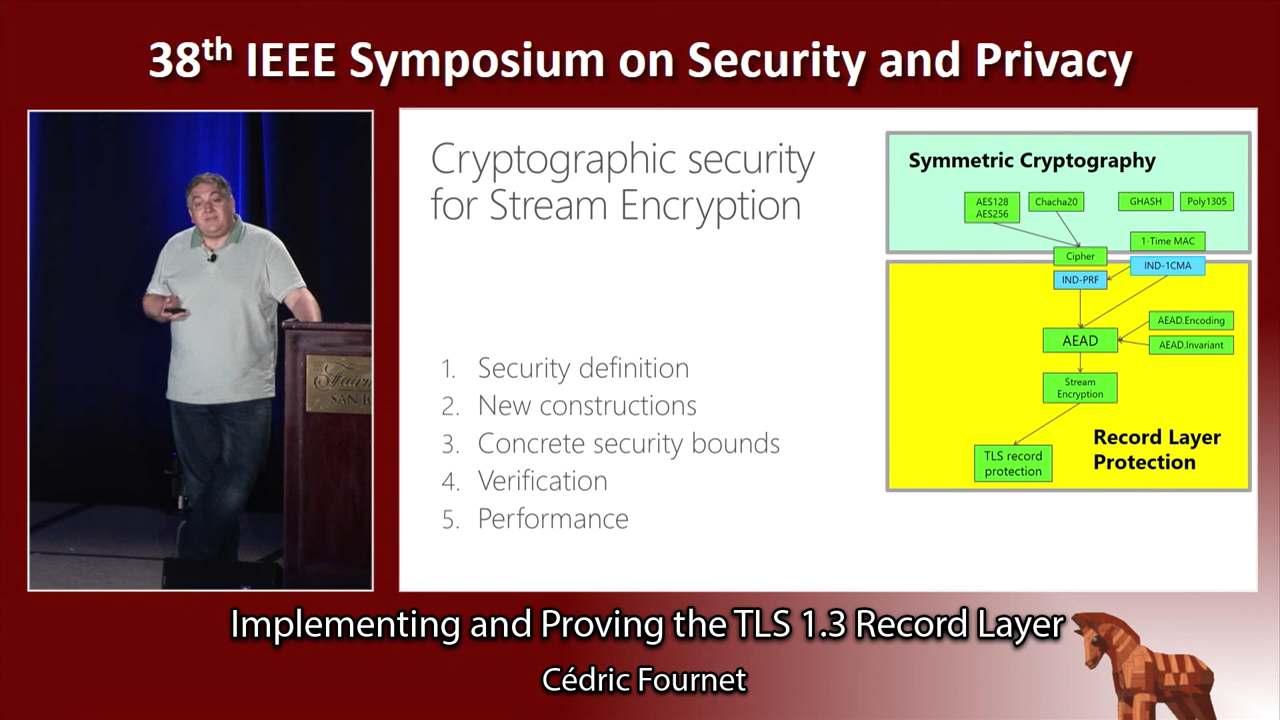 38th IEEE Symposium on Security and Privacy
Cryptographic security
for Stream Encryption
1. Security definition
2. New constructions
3. Concrete security bounds
4. Verification
5. Performance
Symmetric Cryptography
AES128
AES256
Chacha20
GHASH
Poly1305
1-Time MAC
Cipher
IND-1CMA
IND-PRF
AEAD.Encoding
AEAD
AEAD.Invariant
Stream
Encryption
Record Layer
Protection
TLS record
protection
Implementing and Proving the TLS 1.3 Record Layer
Cédric Fournet